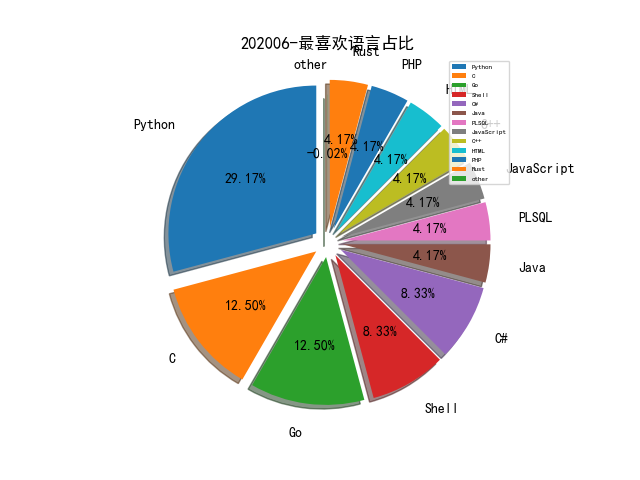 202006-最喜欢语言占比
Rust
other
PHP
Python
JavaScript
PLSQL
Java
C#
Shell
Go
C
29.17%
12.50%
12.50%
8.33%
8.33%
4.17%
4.17%
4.17%
4.17%
4.17%
4.17%
4.17%
-0.02%
Python
C
Go
Shell
C#
Java
PLSQL
JavaScript
C++
HTML
PHP
Rust
other